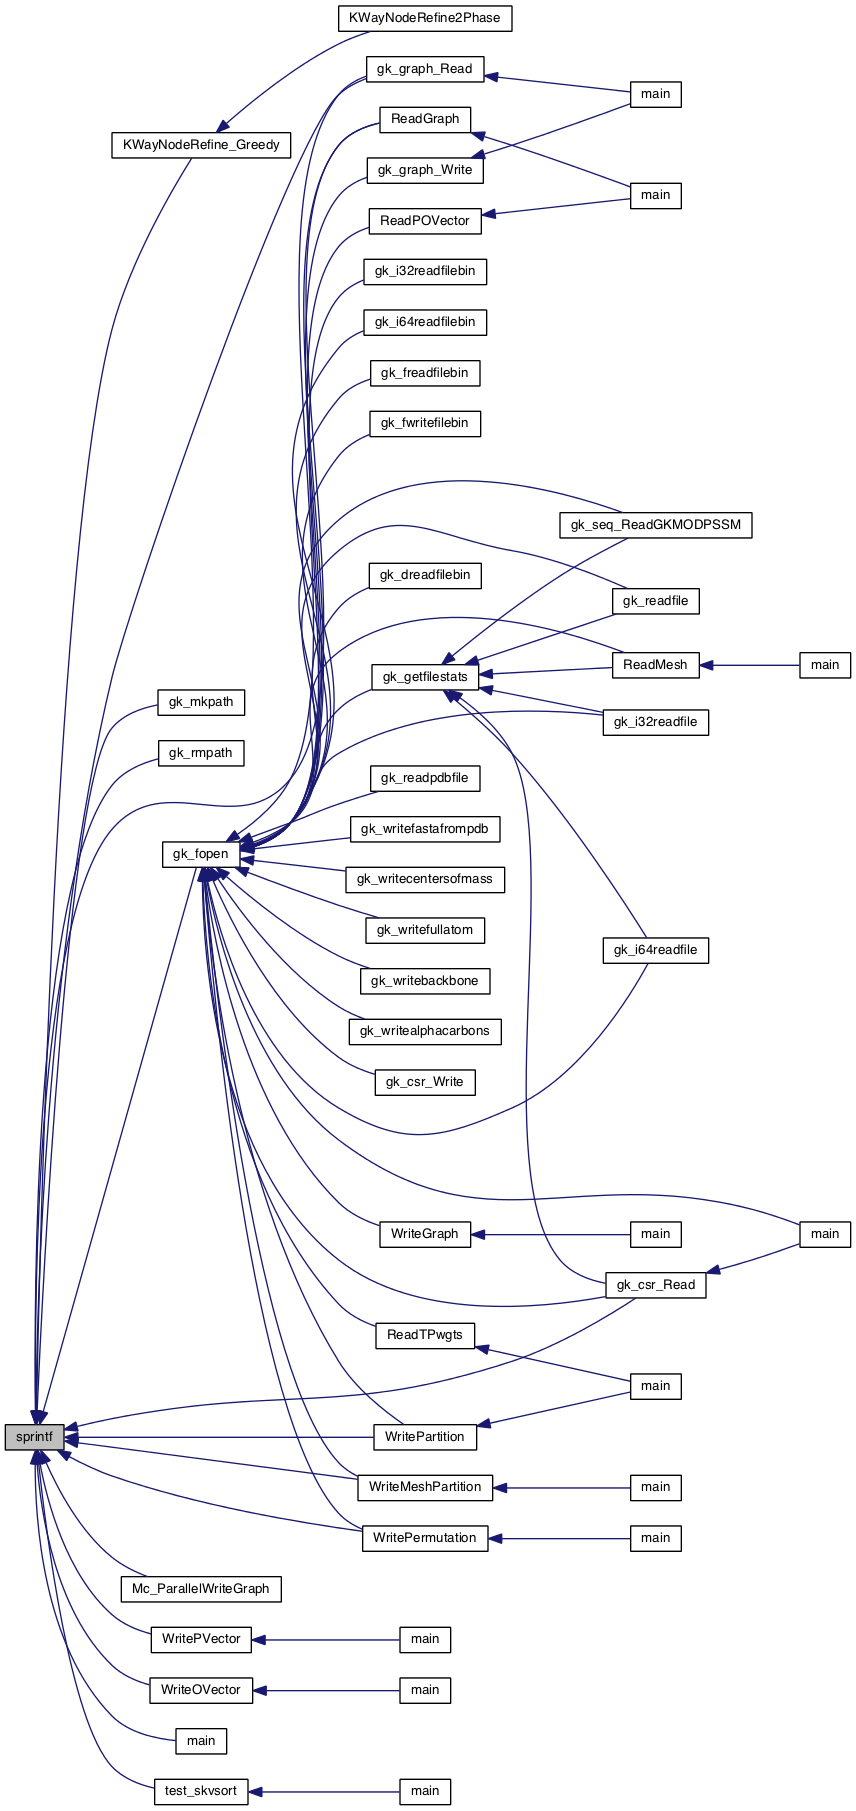 KWayNodeRefine2Phase
gk_graph_Read
main
ReadGraph
KWayNodeRefine_Greedy
gk_graph_Write
main
ReadPOVector
gk_i32readfilebin
gk_i64readfilebin
gk_freadfilebin
gk_fwritefilebin
gk_seq_ReadGKMODPSSM
gk_dreadfilebin
gk_readfile
ReadMesh
main
gk_getfilestats
gk_mkpath
gk_i32readfile
gk_rmpath
gk_readpdbfile
gk_writefastafrompdb
gk_fopen
gk_writecentersofmass
gk_writefullatom
gk_i64readfile
gk_writebackbone
gk_writealphacarbons
gk_csr_Write
WriteGraph
main
main
gk_csr_Read
ReadTPwgts
main
sprintf
WritePartition
WriteMeshPartition
main
WritePermutation
main
Mc_ParallelWriteGraph
WritePVector
main
WriteOVector
main
main
test_skvsort
main